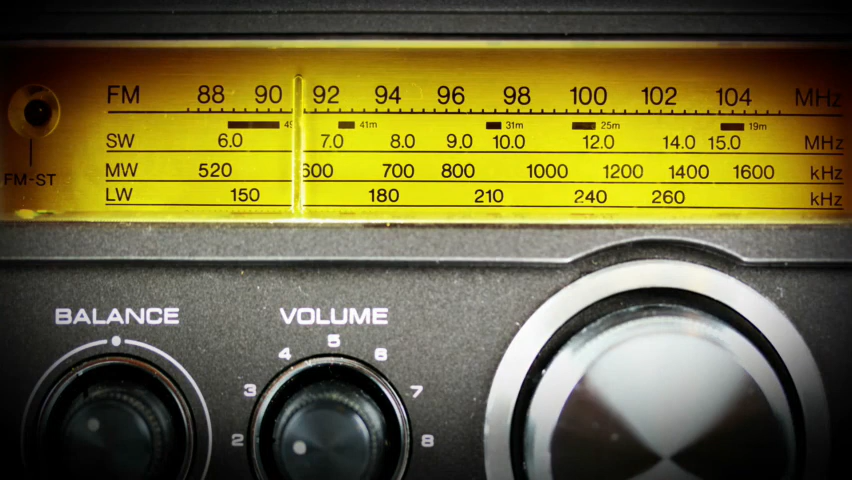 FM 88 90 92 94 96 98 100 102 104 MHz
41m 31m 25m 19m
SW 6.0 7.0 8.0 9.0 10.0 12.0 14.0 15.0 MHz
MW 520 600 700 800 1000 1200 1400 1600 kHz
FM-ST
LW 150 180 210 240 260 kHz
BALANCE VOLUME
2 3 4 5 6 7 8